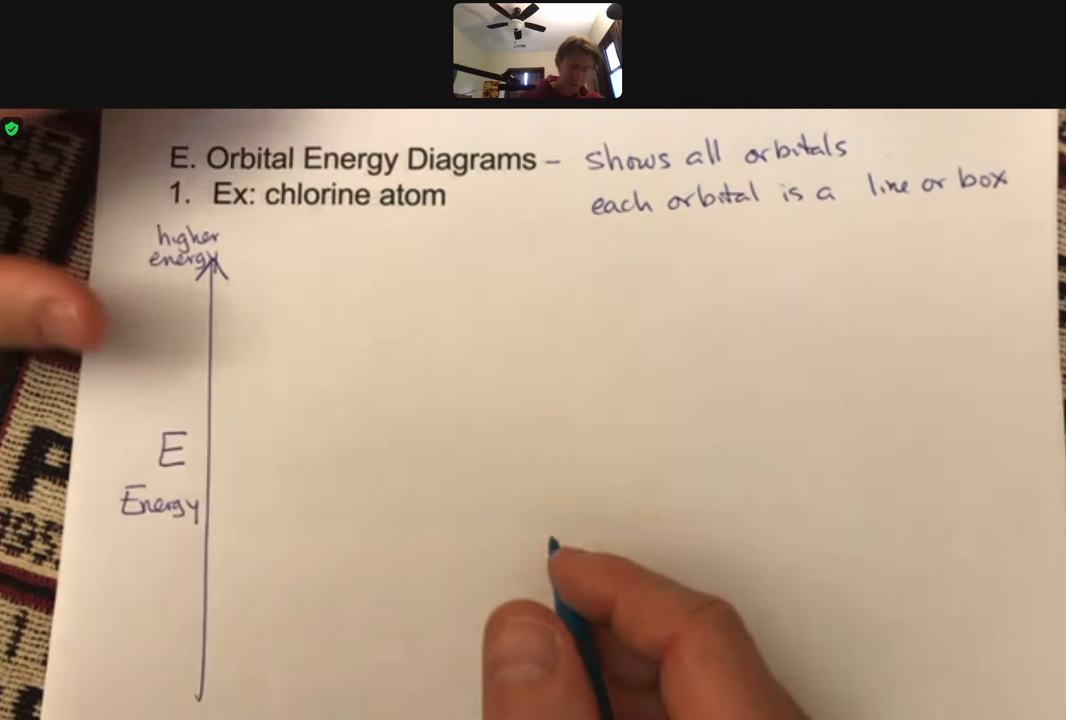 E. Orbital Energy Diagrams – shows all orbitals
1. Ex: chlorine atom each orbital is a line or box
higher
energy
E
Energy